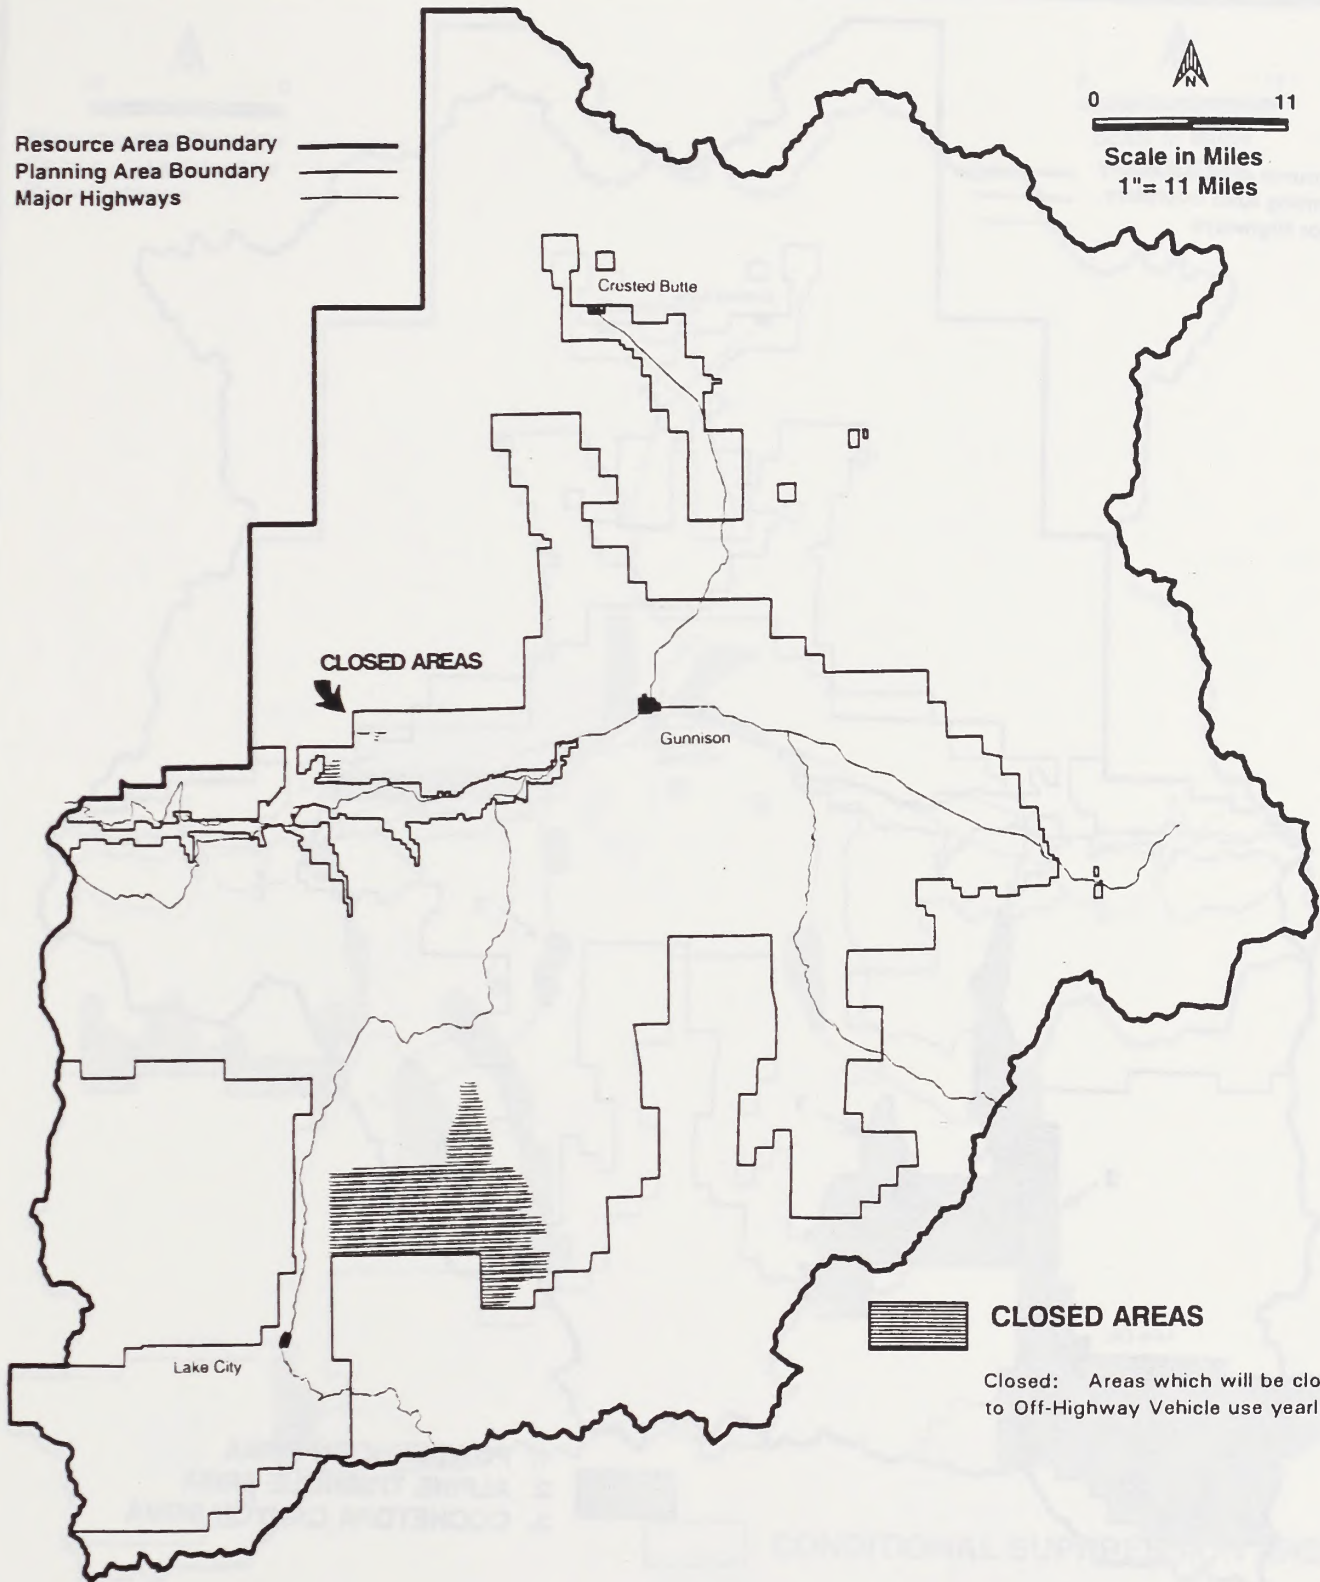 Resource Area Boundary
Planning Area Boundary
Major Highways
N
0 11
Scale in Miles
1"= 11 Miles
Crested Butte
CLOSED AREAS
Gunnison
Lake City
CLOSED AREAS
Closed: Areas which will be clo
to Off-Highway Vehicle use yearl
CONDITIONAL